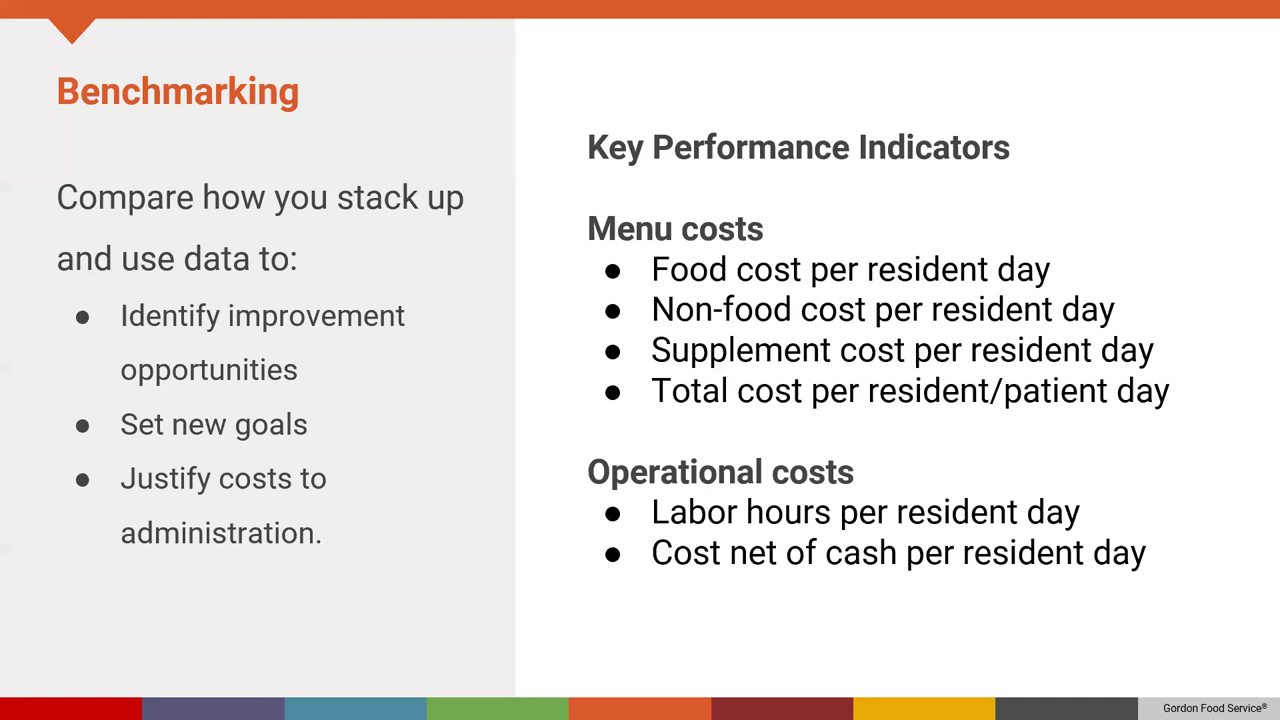 Benchmarking
Compare how you stack up
and use data to:
● Identify improvement
opportunities
● Set new goals
● Justify costs to
administration.
Key Performance Indicators
Menu costs
● Food cost per resident day
● Non-food cost per resident day
● Supplement cost per resident day
● Total cost per resident/patient day
Operational costs
● Labor hours per resident day
● Cost net of cash per resident day
Gordon Food Service®